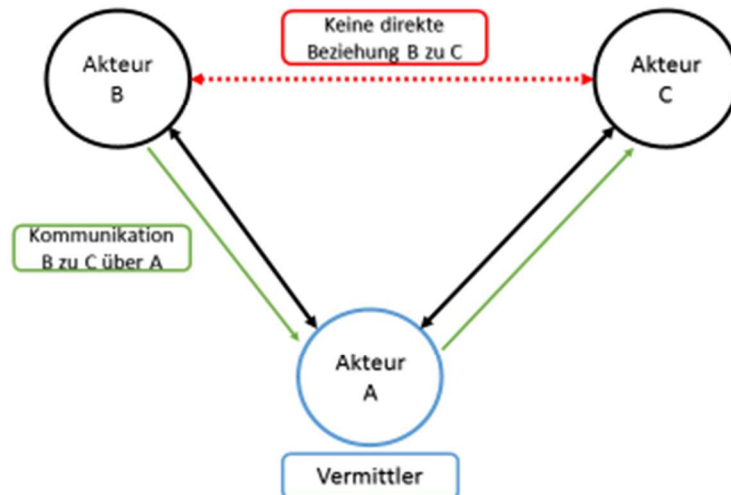 Keine direkte
Beziehung B zu C
Akteur
B
Akteur
C
Kommunikation
B zu C über A
Akteur
A
Vermittler